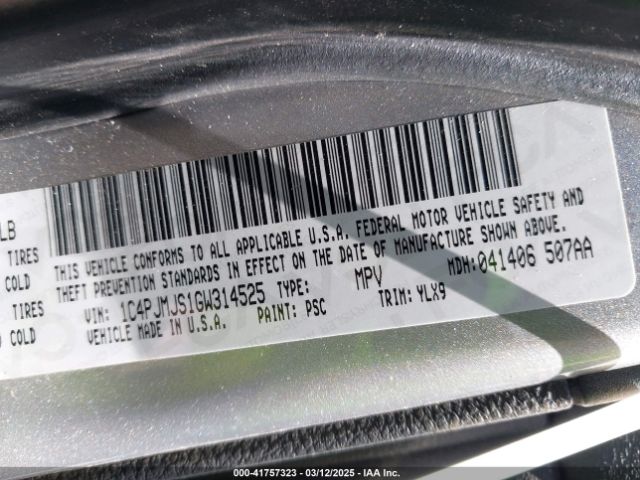 LB
TIRES
COLD
TIRES
COLD
THIS VEHICLE CONFORMS TO ALL APPLICABLE U.S.A. FEDERAL MOTOR VEHICLE SAFETY AND
THEFT PREVENTION STANDARDS IN EFFECT ON THE DATE OF MANUFACTURE SHOWN ABOVE.
VIN: 1C4PJMJS1GW314525 TYPE: MPV MDH: 041406 507AA
VEHICLE MADE IN U.S.A. PAINT: PSC TRIM: YLX9
000-41757323 — 03/12/2025 — IAA Inc.